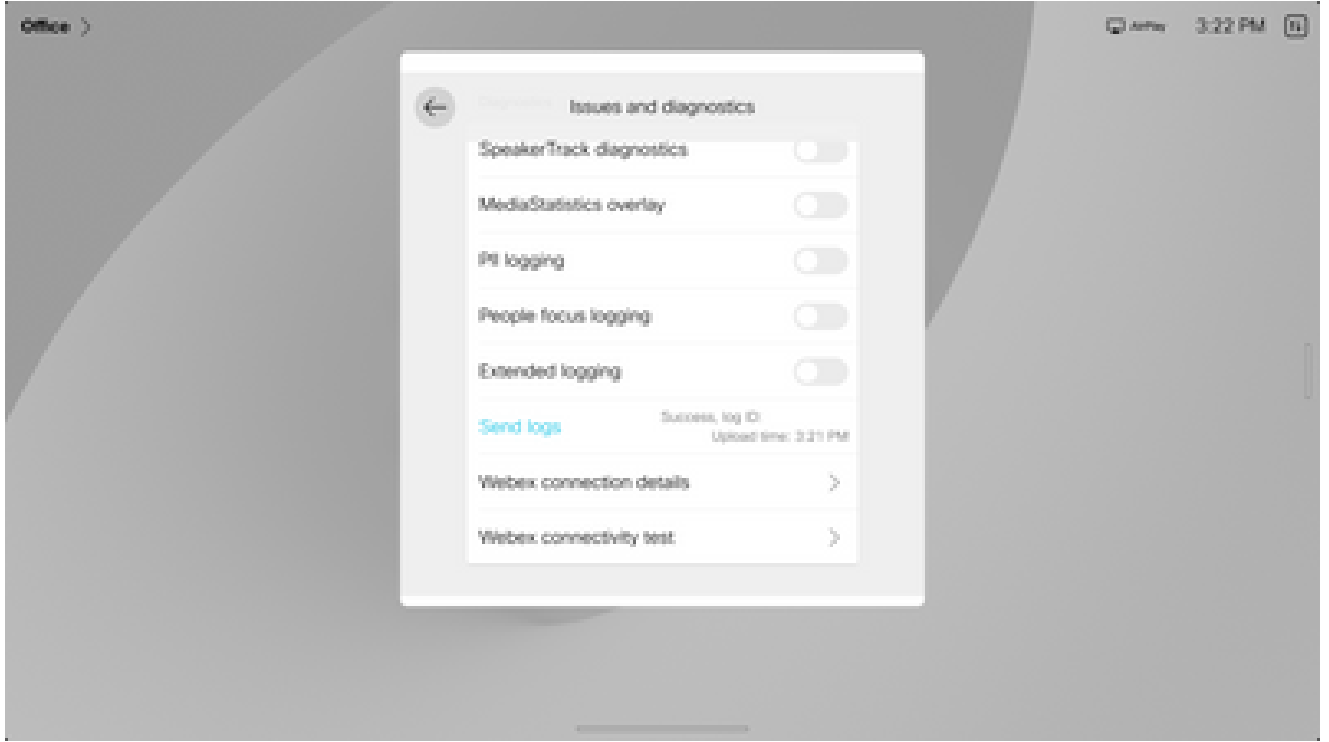 Office
AirPlay
3:22 PM
Issues and diagnostics
Diagnostics
SpeakerTrack diagnostics
MediaStatistics overlay
PII logging
People focus logging
Extended logging
Send logs
Success, log ID:
Upload time: 3:21 PM
Webex connection details
Webex connectivity test